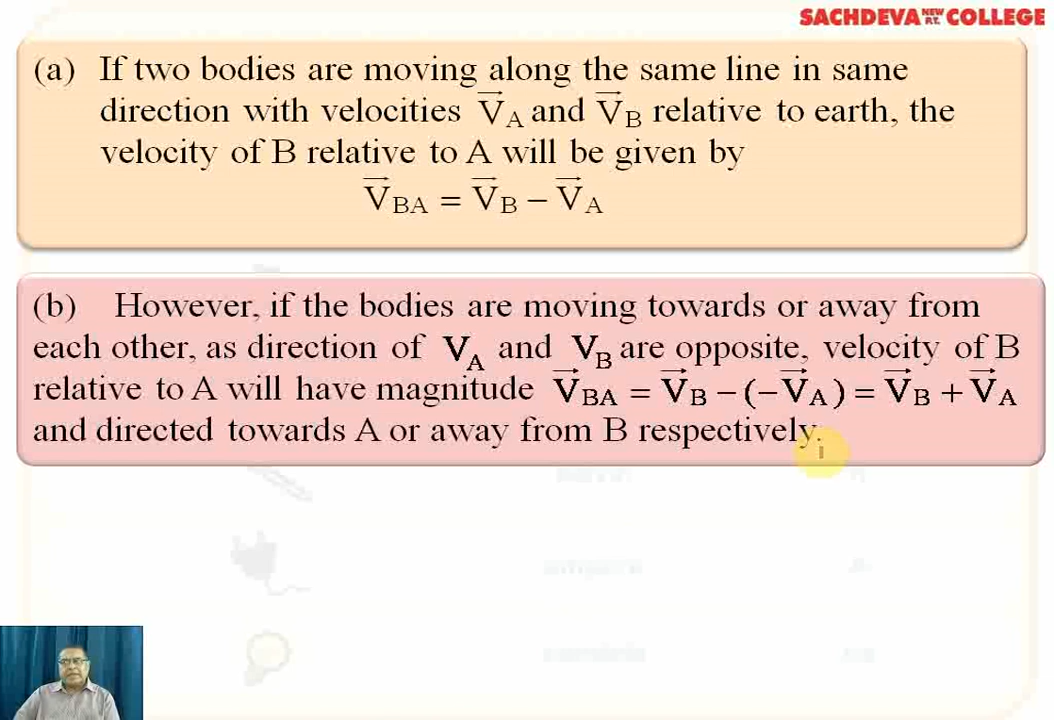 SACHDEVA NEW P.T. COLLEGE
(a) If two bodies are moving along the same line in same
direction with velocities V⃗A and V⃗B relative to earth, the
velocity of B relative to A will be given by
V⃗BA = V⃗B − V⃗A
(b) However, if the bodies are moving towards or away from
each other, as direction of VA and VB are opposite, velocity of B
relative to A will have magnitude V⃗BA = V⃗B − (−V⃗A) = V⃗B + V⃗A
and directed towards A or away from B respectively.